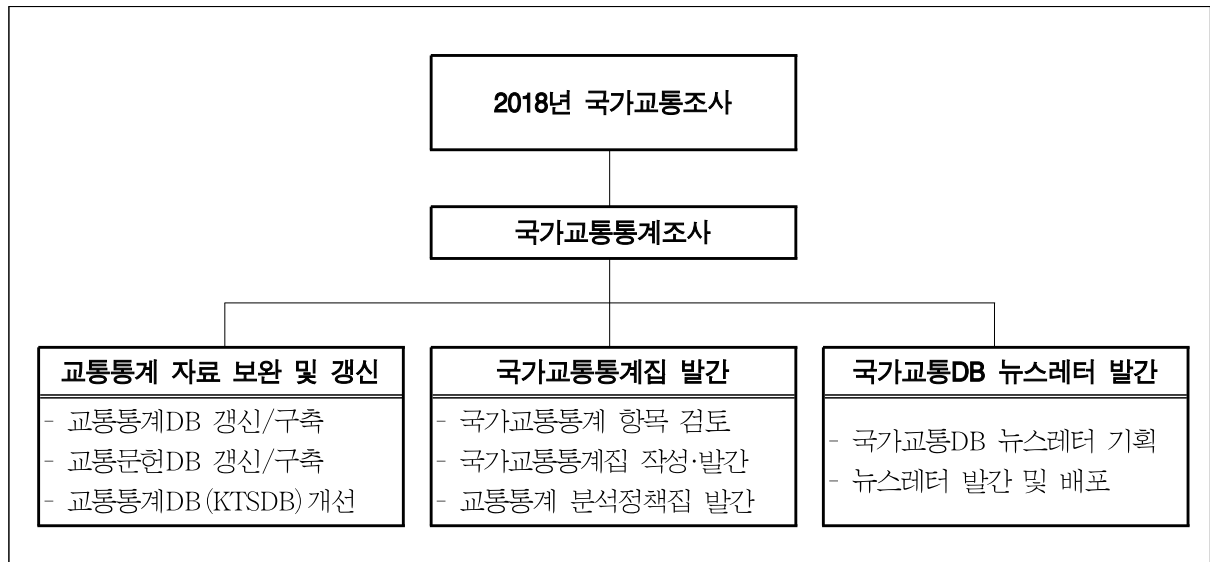 2018년 국가교통조사
국가교통통계조사
교통통계 자료 보완 및 갱신
- 교통통계DB 갱신/구축
- 교통문헌DB 갱신/구축
- 교통통계DB(KTSDB)개선
국가교통통계집 발간
- 국가교통통계 항목 검토
- 국가교통통계집 작성·발간
- 교통통계 분석정책집 발간
국가교통DB 뉴스레터 발간
- 국가교통DB 뉴스레터 기획
- 뉴스레터 발간 및 배포